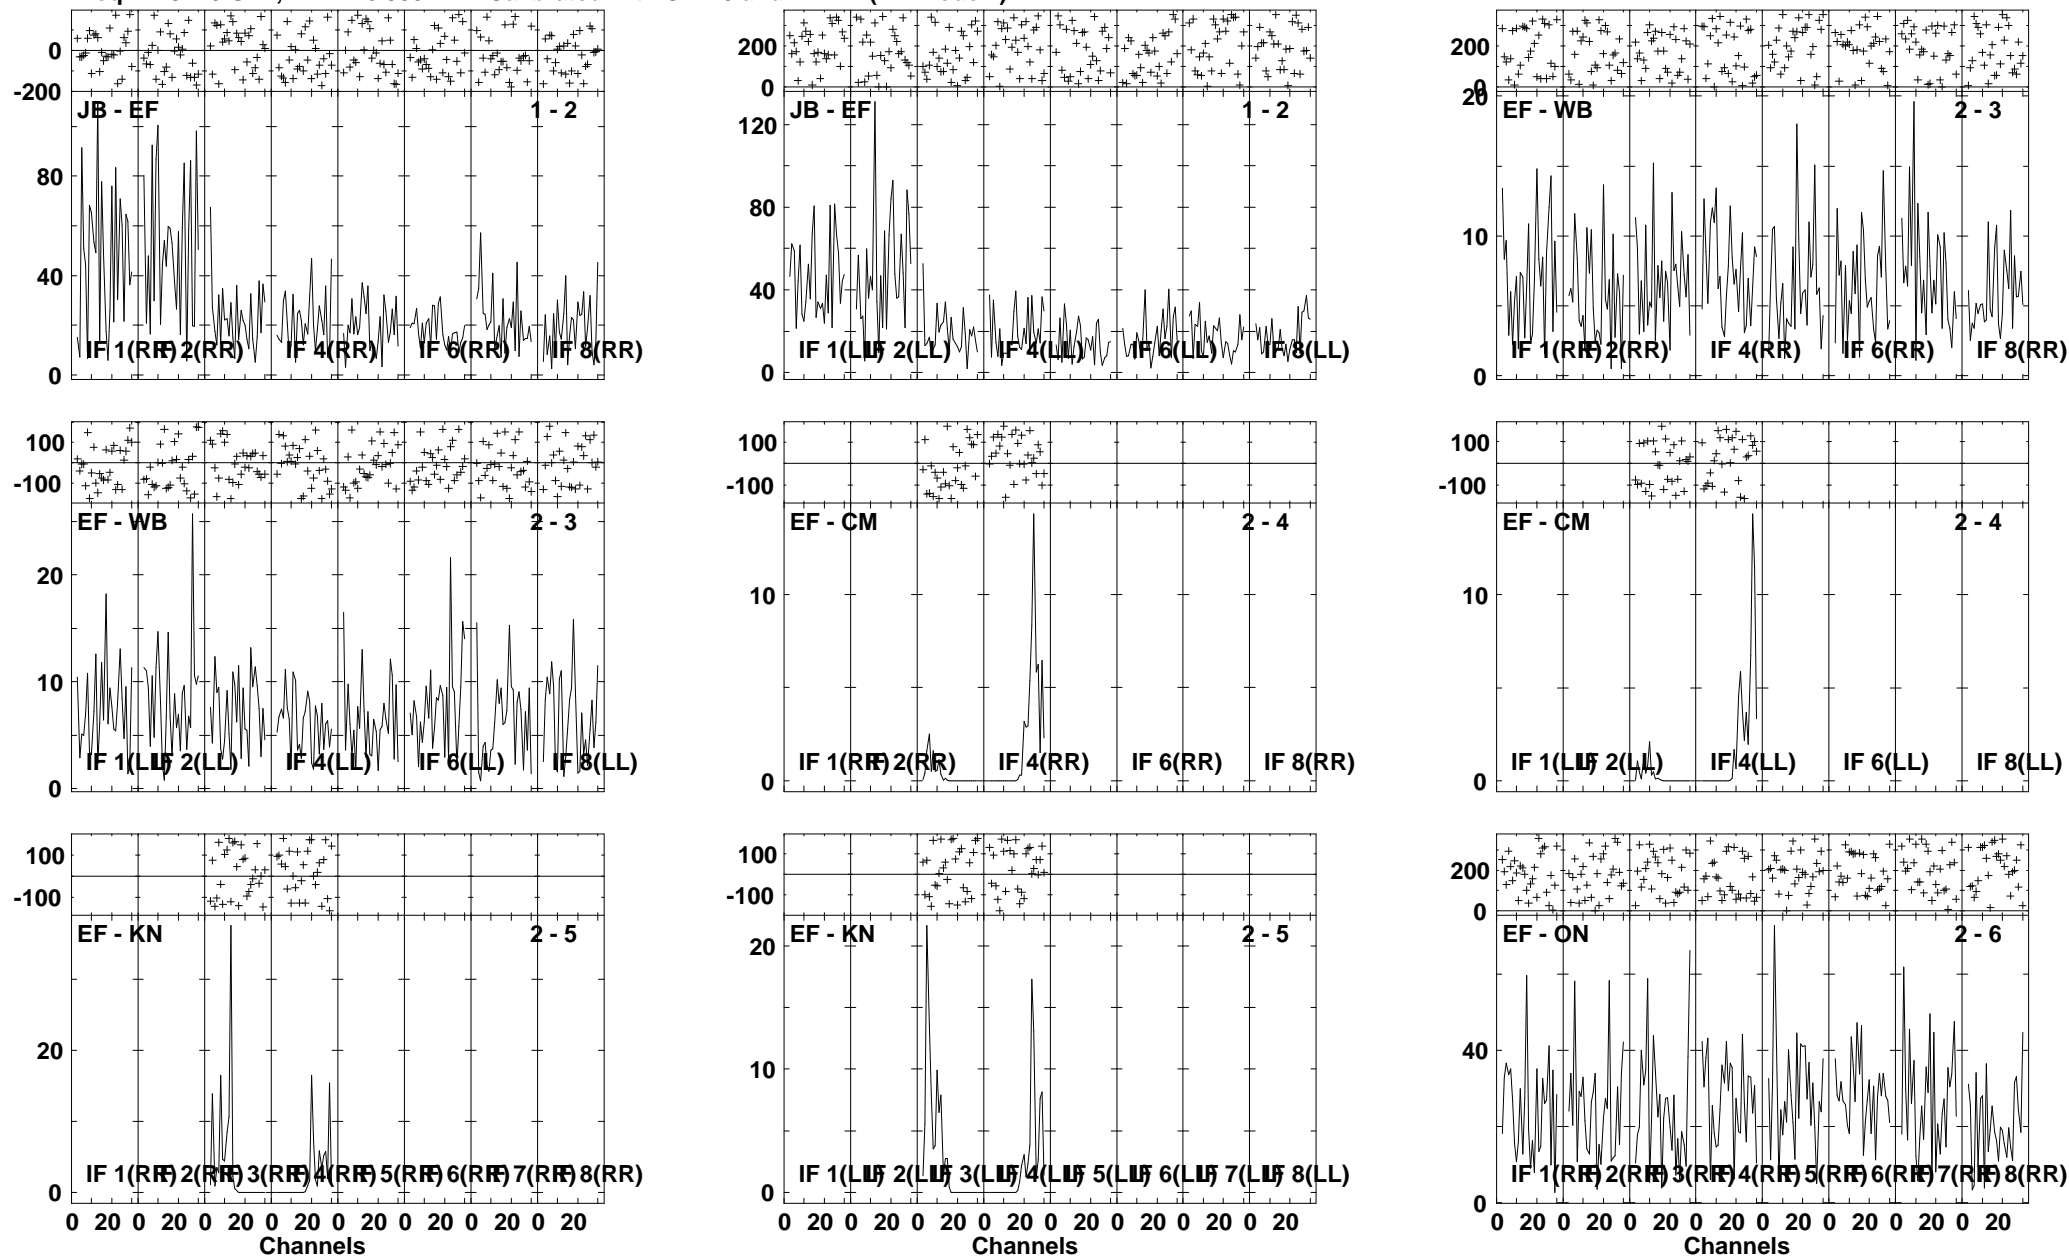 0
-200
JB - EF
1 - 2
80
40
0
IF 1(RR)
IF 2(RR)
IF 4(RR)
IF 6(RR)
IF 8(RR)
200
0
JB - EF
1 - 2
120
80
40
0
IF 1(LL)
IF 2(LL)
IF 4(LL)
IF 6(LL)
IF 8(LL)
200
0
20
EF - WB
2 - 3
10
0
IF 1(RR)
IF 2(RR)
IF 4(RR)
IF 6(RR)
IF 8(RR)
100
-100
EF - WB
2 - 3
20
10
0
IF 1(LL)
IF 2(LL)
IF 4(LL)
IF 6(LL)
IF 8(LL)
100
-100
EF - CM
2 - 4
10
0
IF 1(RR)
IF 2(RR)
IF 4(RR)
IF 6(RR)
IF 8(RR)
100
-100
EF - CM
2 - 4
10
0
IF 1(LL)
IF 2(LL)
IF 4(LL)
IF 6(LL)
IF 8(LL)
100
-100
EF - KN
2 - 5
20
0
IF 1(RR)
IF 2(RR)
IF 3(RR)
IF 4(RR)
IF 5(RR)
IF 6(RR)
IF 7(RR)
IF 8(RR)
0 20 0 20 0 20 0 20 0 20 0 20 0 20 0 20
Channels
100
-100
EF - KN
2 - 5
20
10
0
IF 1(LL)
IF 2(LL)
IF 3(LL)
IF 4(LL)
IF 5(LL)
IF 6(LL)
IF 7(LL)
IF 8(LL)
0 20 0 20 0 20 0 20 0 20 0 20 0 20 0 20
Channels
200
0
EF - ON
2 - 6
40
0
IF 1(RR)
IF 2(RR)
IF 3(RR)
IF 4(RR)
IF 5(RR)
IF 6(RR)
IF 7(RR)
IF 8(RR)
0 20 0 20 0 20 0 20 0 20 0 20 0 20 0 20
Channels